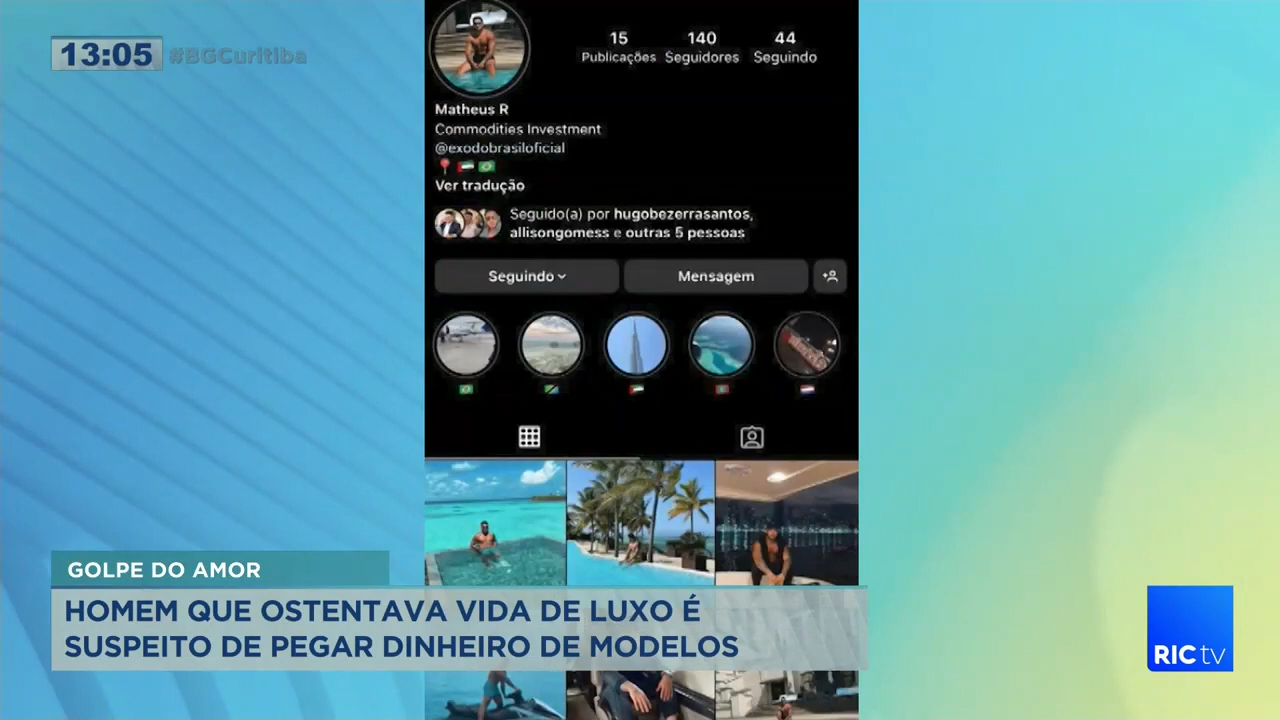 13:05 #BGCuritiba
15 140 44
Publicações Seguidores Seguindo
Matheus R
Commodities Investment
@exodobrasiloficial
Ver tradução
Seguido(a) por hugobezerrasantos,
allisongomess e outras 5 pessoas
Seguindo
Mensagem
GOLPE DO AMOR
HOMEM QUE OSTENTAVA VIDA DE LUXO É
SUSPEITO DE PEGAR DINHEIRO DE MODELOS
RIC tv